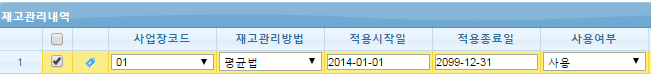 재고관리내역
사업장코드 재고관리방법 적용시작일 적용종료일 사용여부
1 01 평균법 2014-01-01 2099-12-31 사용